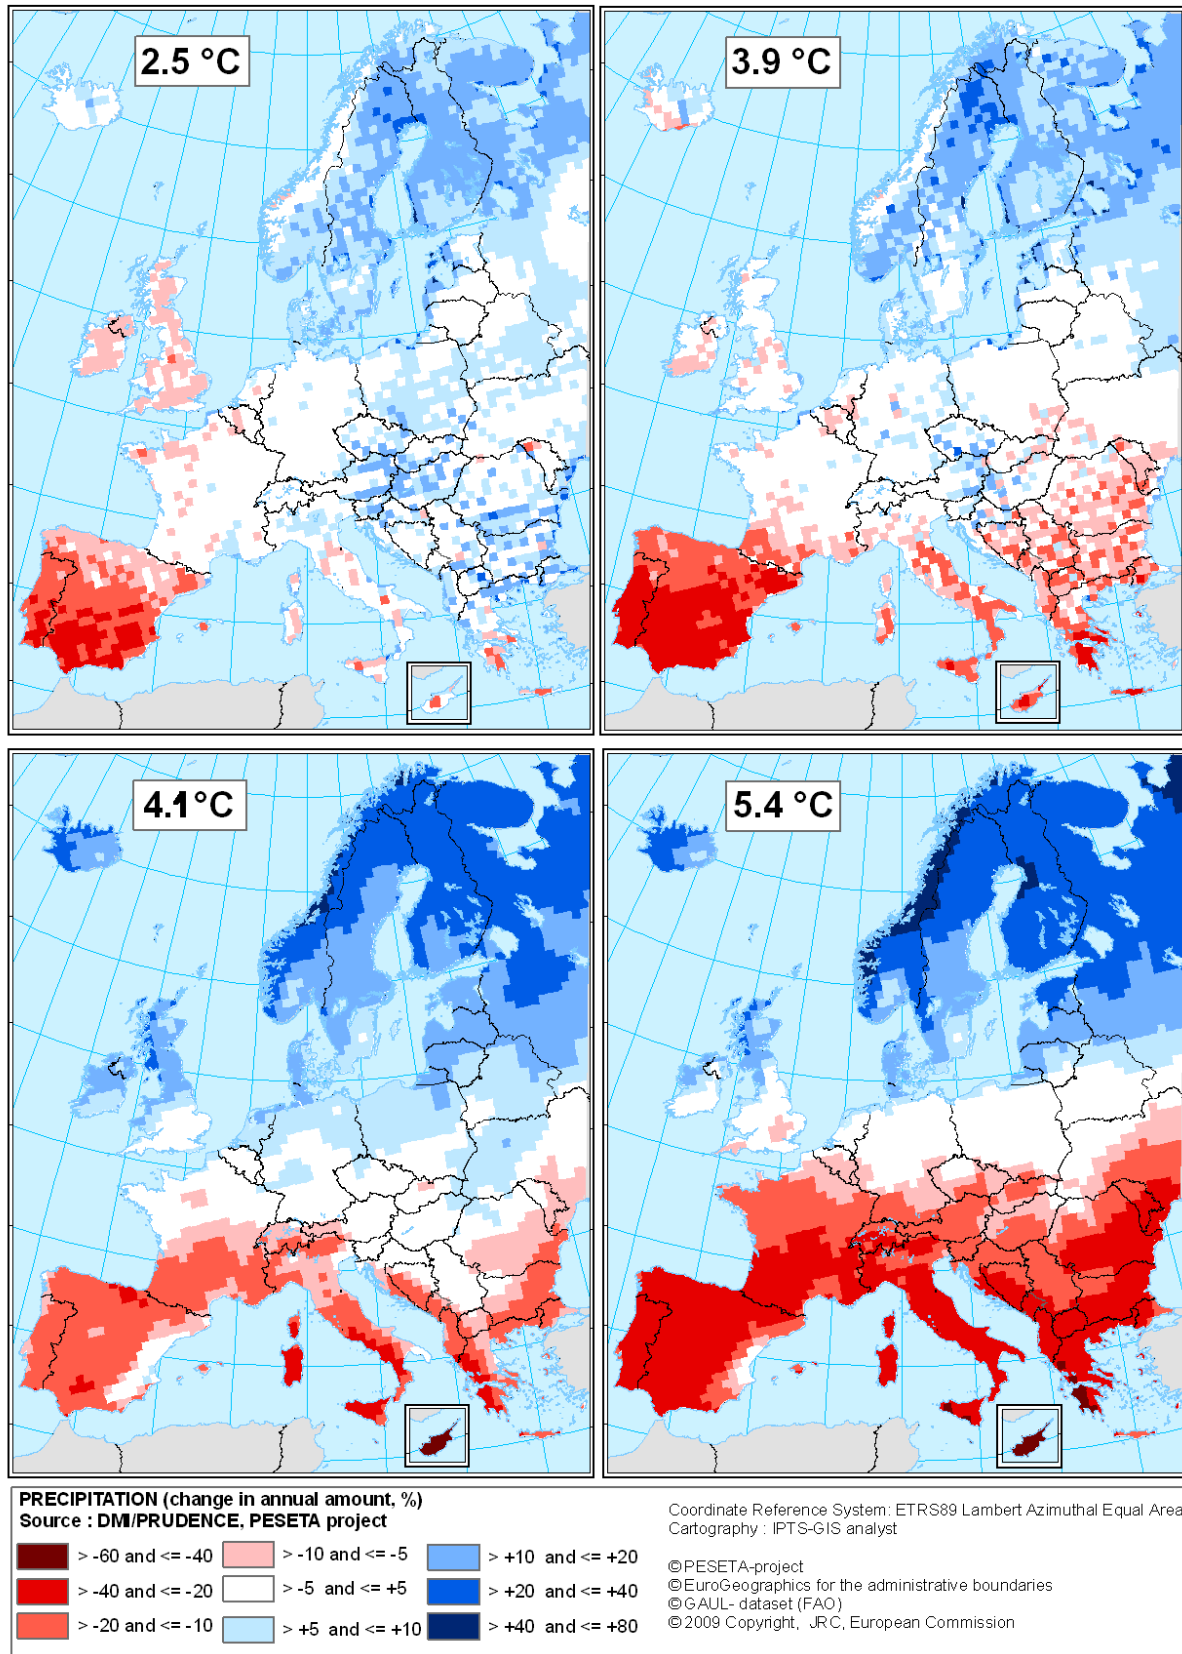 2.5 °C
3.9 °C
4.1°C
5.4 °C
PRECIPITATION (change in annual amount, %)
Source : DMI/PRUDENCE, PESETA project
> -60 and <= -40
> -40 and <= -20
> -20 and <= -10
> -10 and <= -5
> -5 and <= +5
> +5 and <= +10
> +10 and <= +20
> +20 and <= +40
> +40 and <= +80
Coordinate Reference System: ETRS89 Lambert Azimuthal Equal Area
Cartography : IPTS-GIS analyst
©PESETA-project
©EuroGeographics for the administrative boundaries
©GAUL- dataset (FAO)
©2009 Copyright, JRC, European Commission